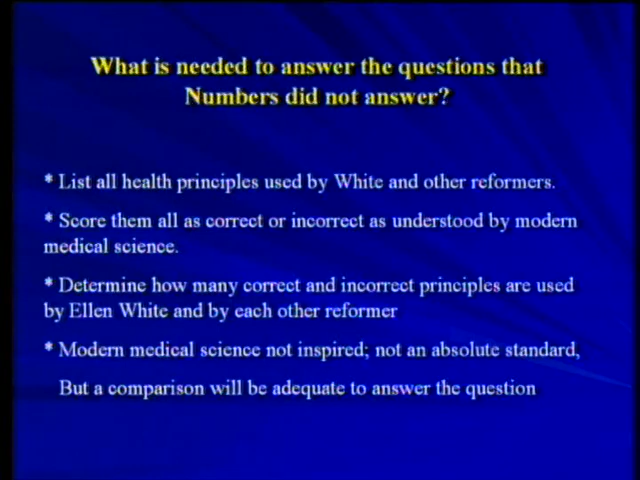 What is needed to answer the questions that
Numbers did not answer?
* List all health principles used by White and other reformers.
* Score them all as correct or incorrect as understood by modern
medical science.
* Determine how many correct and incorrect principles are used
by Ellen White and by each other reformer
* Modern medical science not inspired; not an absolute standard,
But a comparison will be adequate to answer the question